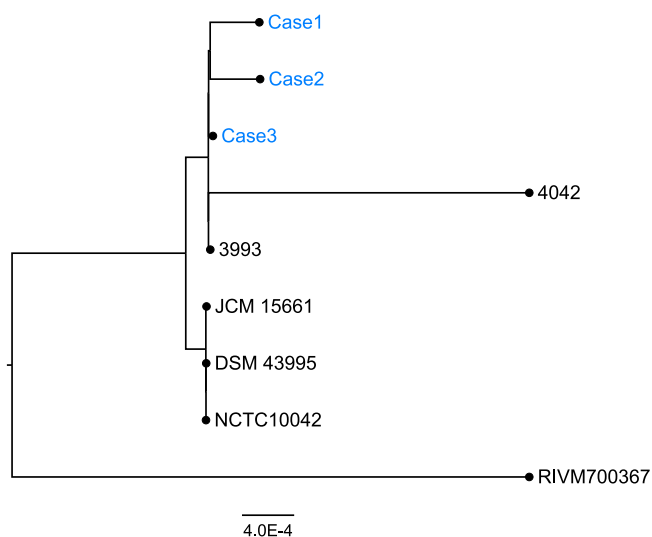 Case1
Case2
Case3
4042
3993
JCM 15661
DSM 43995
NCTC10042
RIVM700367
4.0E-4